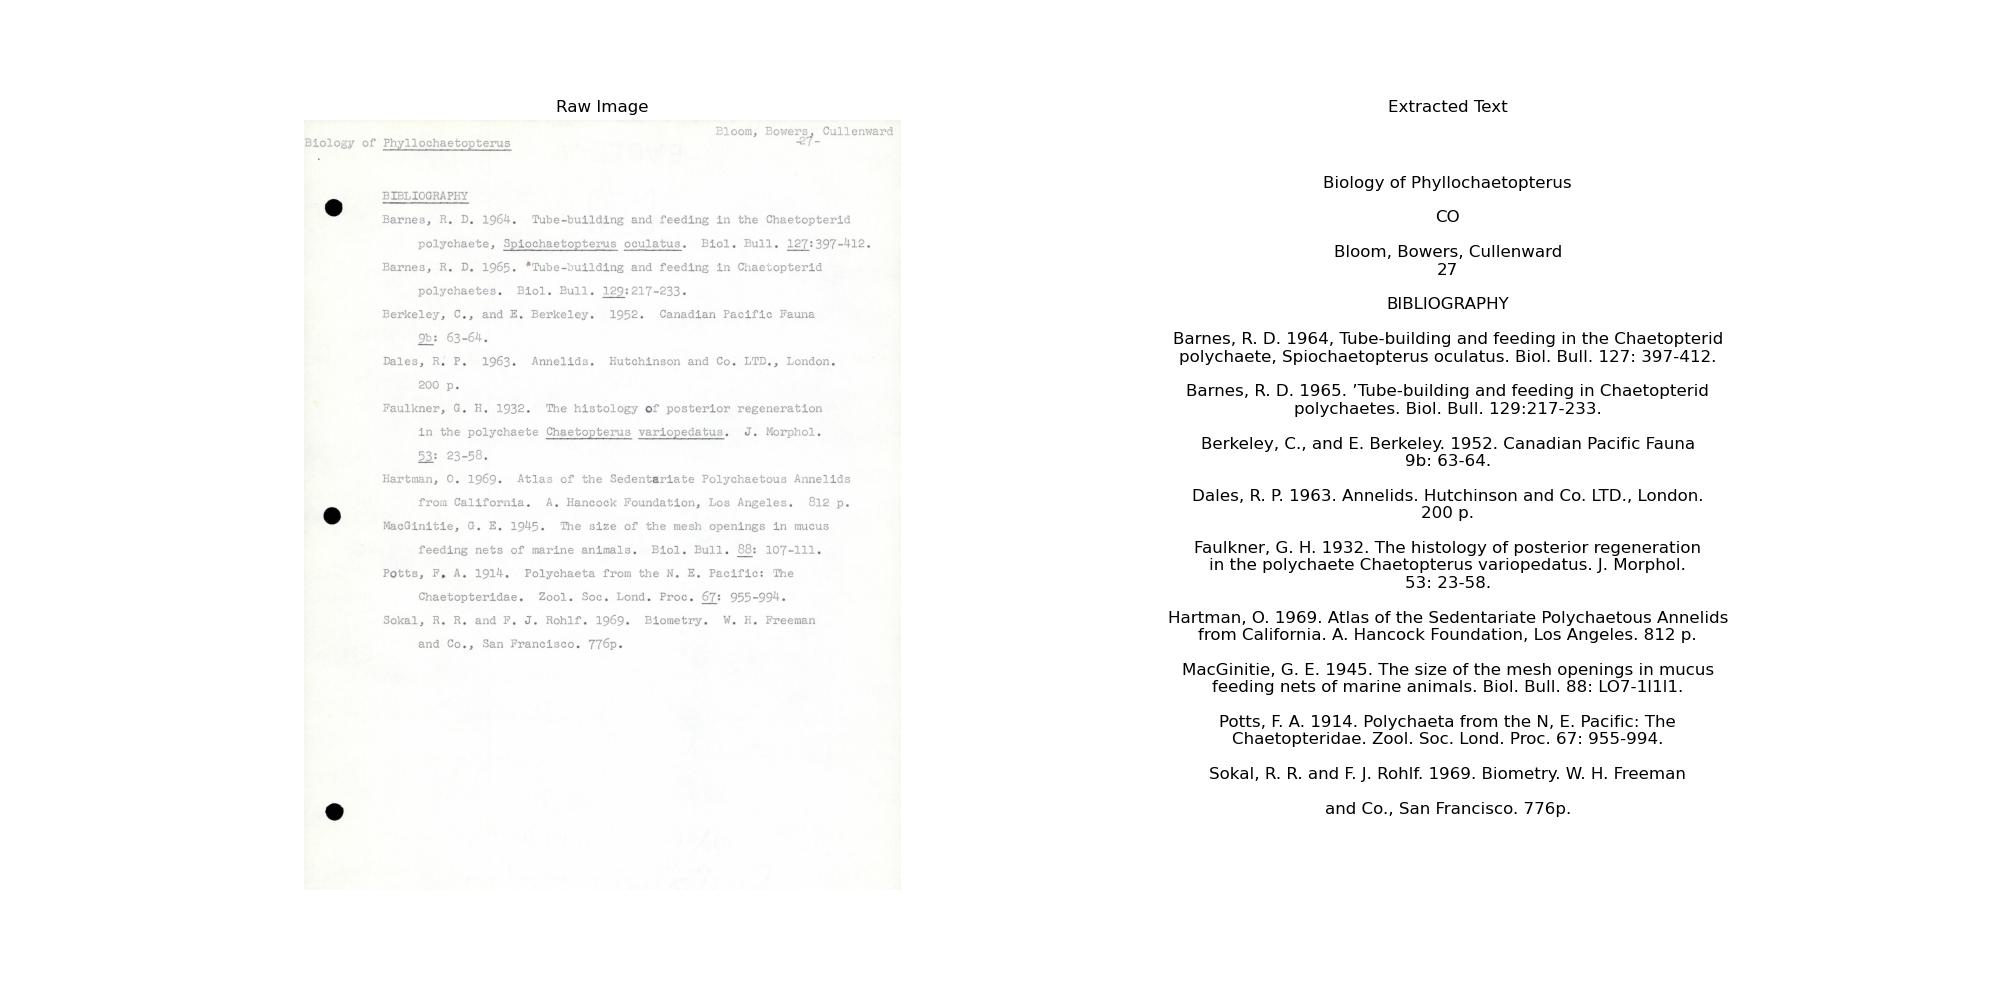 Raw Image
Bloom, Bowers, Cullenward
-27-
Biology of Phyllochaetopterus
BIBLIOGRAPHY
Barnes, R. D. 1964. Tube-building and feeding in the Chaetopterid
polychaete, Spiochaetopterus oculatus. Biol. Bull. 127:397-412.
Barnes, R. D. 1965. "Tube-building and feeding in Chaetopterid
polychaetes. Biol. Bull. 129:217-233.
Berkeley, C., and E. Berkeley. 1952. Canadian Pacific Fauna
9b: 63-64.
Dales, R. P. 1963. Annelids. Hutchinson and Co. LTD., London.
200 p.
Faulkner, G. H. 1932. The histology of posterior regeneration
in the polychaete Chaetopterus variopedatus. J. Morphol.
53: 23-58.
Hartman, O. 1969. Atlas of the Sedentariate Polychaetous Annelids
from California. A. Hancock Foundation, Los Angeles. 812 p.
MacGinitie, G. E. 1945. The size of the mesh openings in mucus
feeding nets of marine animals. Biol. Bull. 88: 107-111.
Potts, F. A. 1914. Polychaeta from the N. E. Pacific: The
Chaetopteridae. Zool. Soc. Lond. Proc. 67: 955-994.
Sokal, R. R. and F. J. Rohlf. 1969. Biometry. W. H. Freeman
and Co., San Francisco. 776p.
Extracted Text
Biology of Phyllochaetopterus
CO
Bloom, Bowers, Cullenward
27
BIBLIOGRAPHY
Barnes, R. D. 1964, Tube-building and feeding in the Chaetopterid
polychaete, Spiochaetopterus oculatus. Biol. Bull. 127: 397-412.
Barnes, R. D. 1965. ’Tube-building and feeding in Chaetopterid
polychaetes. Biol. Bull. 129:217-233.
Berkeley, C., and E. Berkeley. 1952. Canadian Pacific Fauna
9b: 63-64.
Dales, R. P. 1963. Annelids. Hutchinson and Co. LTD., London.
200 p.
Faulkner, G. H. 1932. The histology of posterior regeneration
in the polychaete Chaetopterus variopedatus. J. Morphol.
53: 23-58.
Hartman, O. 1969. Atlas of the Sedentariate Polychaetous Annelids
from California. A. Hancock Foundation, Los Angeles. 812 p.
MacGinitie, G. E. 1945. The size of the mesh openings in mucus
feeding nets of marine animals. Biol. Bull. 88: LO7-1l1l1.
Potts, F. A. 1914. Polychaeta from the N, E. Pacific: The
Chaetopteridae. Zool. Soc. Lond. Proc. 67: 955-994.
Sokal, R. R. and F. J. Rohlf. 1969. Biometry. W. H. Freeman
and Co., San Francisco. 776p.